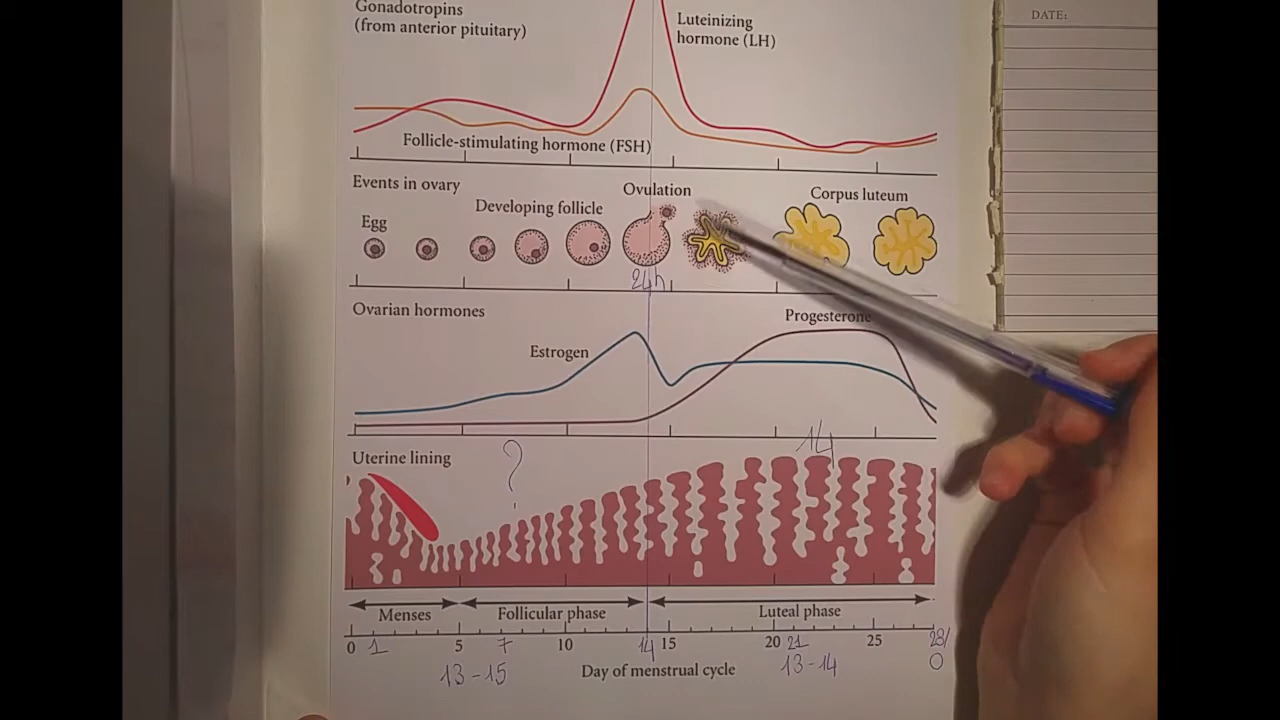 Gonadotropins
(from anterior pituitary)
Luteinizing
hormone (LH)
DATE:
Follicle-stimulating hormone (FSH)
Events in ovary
Ovulation
Corpus luteum
Developing follicle
Egg
24h
Ovarian hormones
Progesterone
Estrogen
14
Uterine lining
?
Menses
Follicular phase
Luteal phase
0 1 5 7 10 14 15 20 21 25 28/
0
13-15
Day of menstrual cycle
13-14